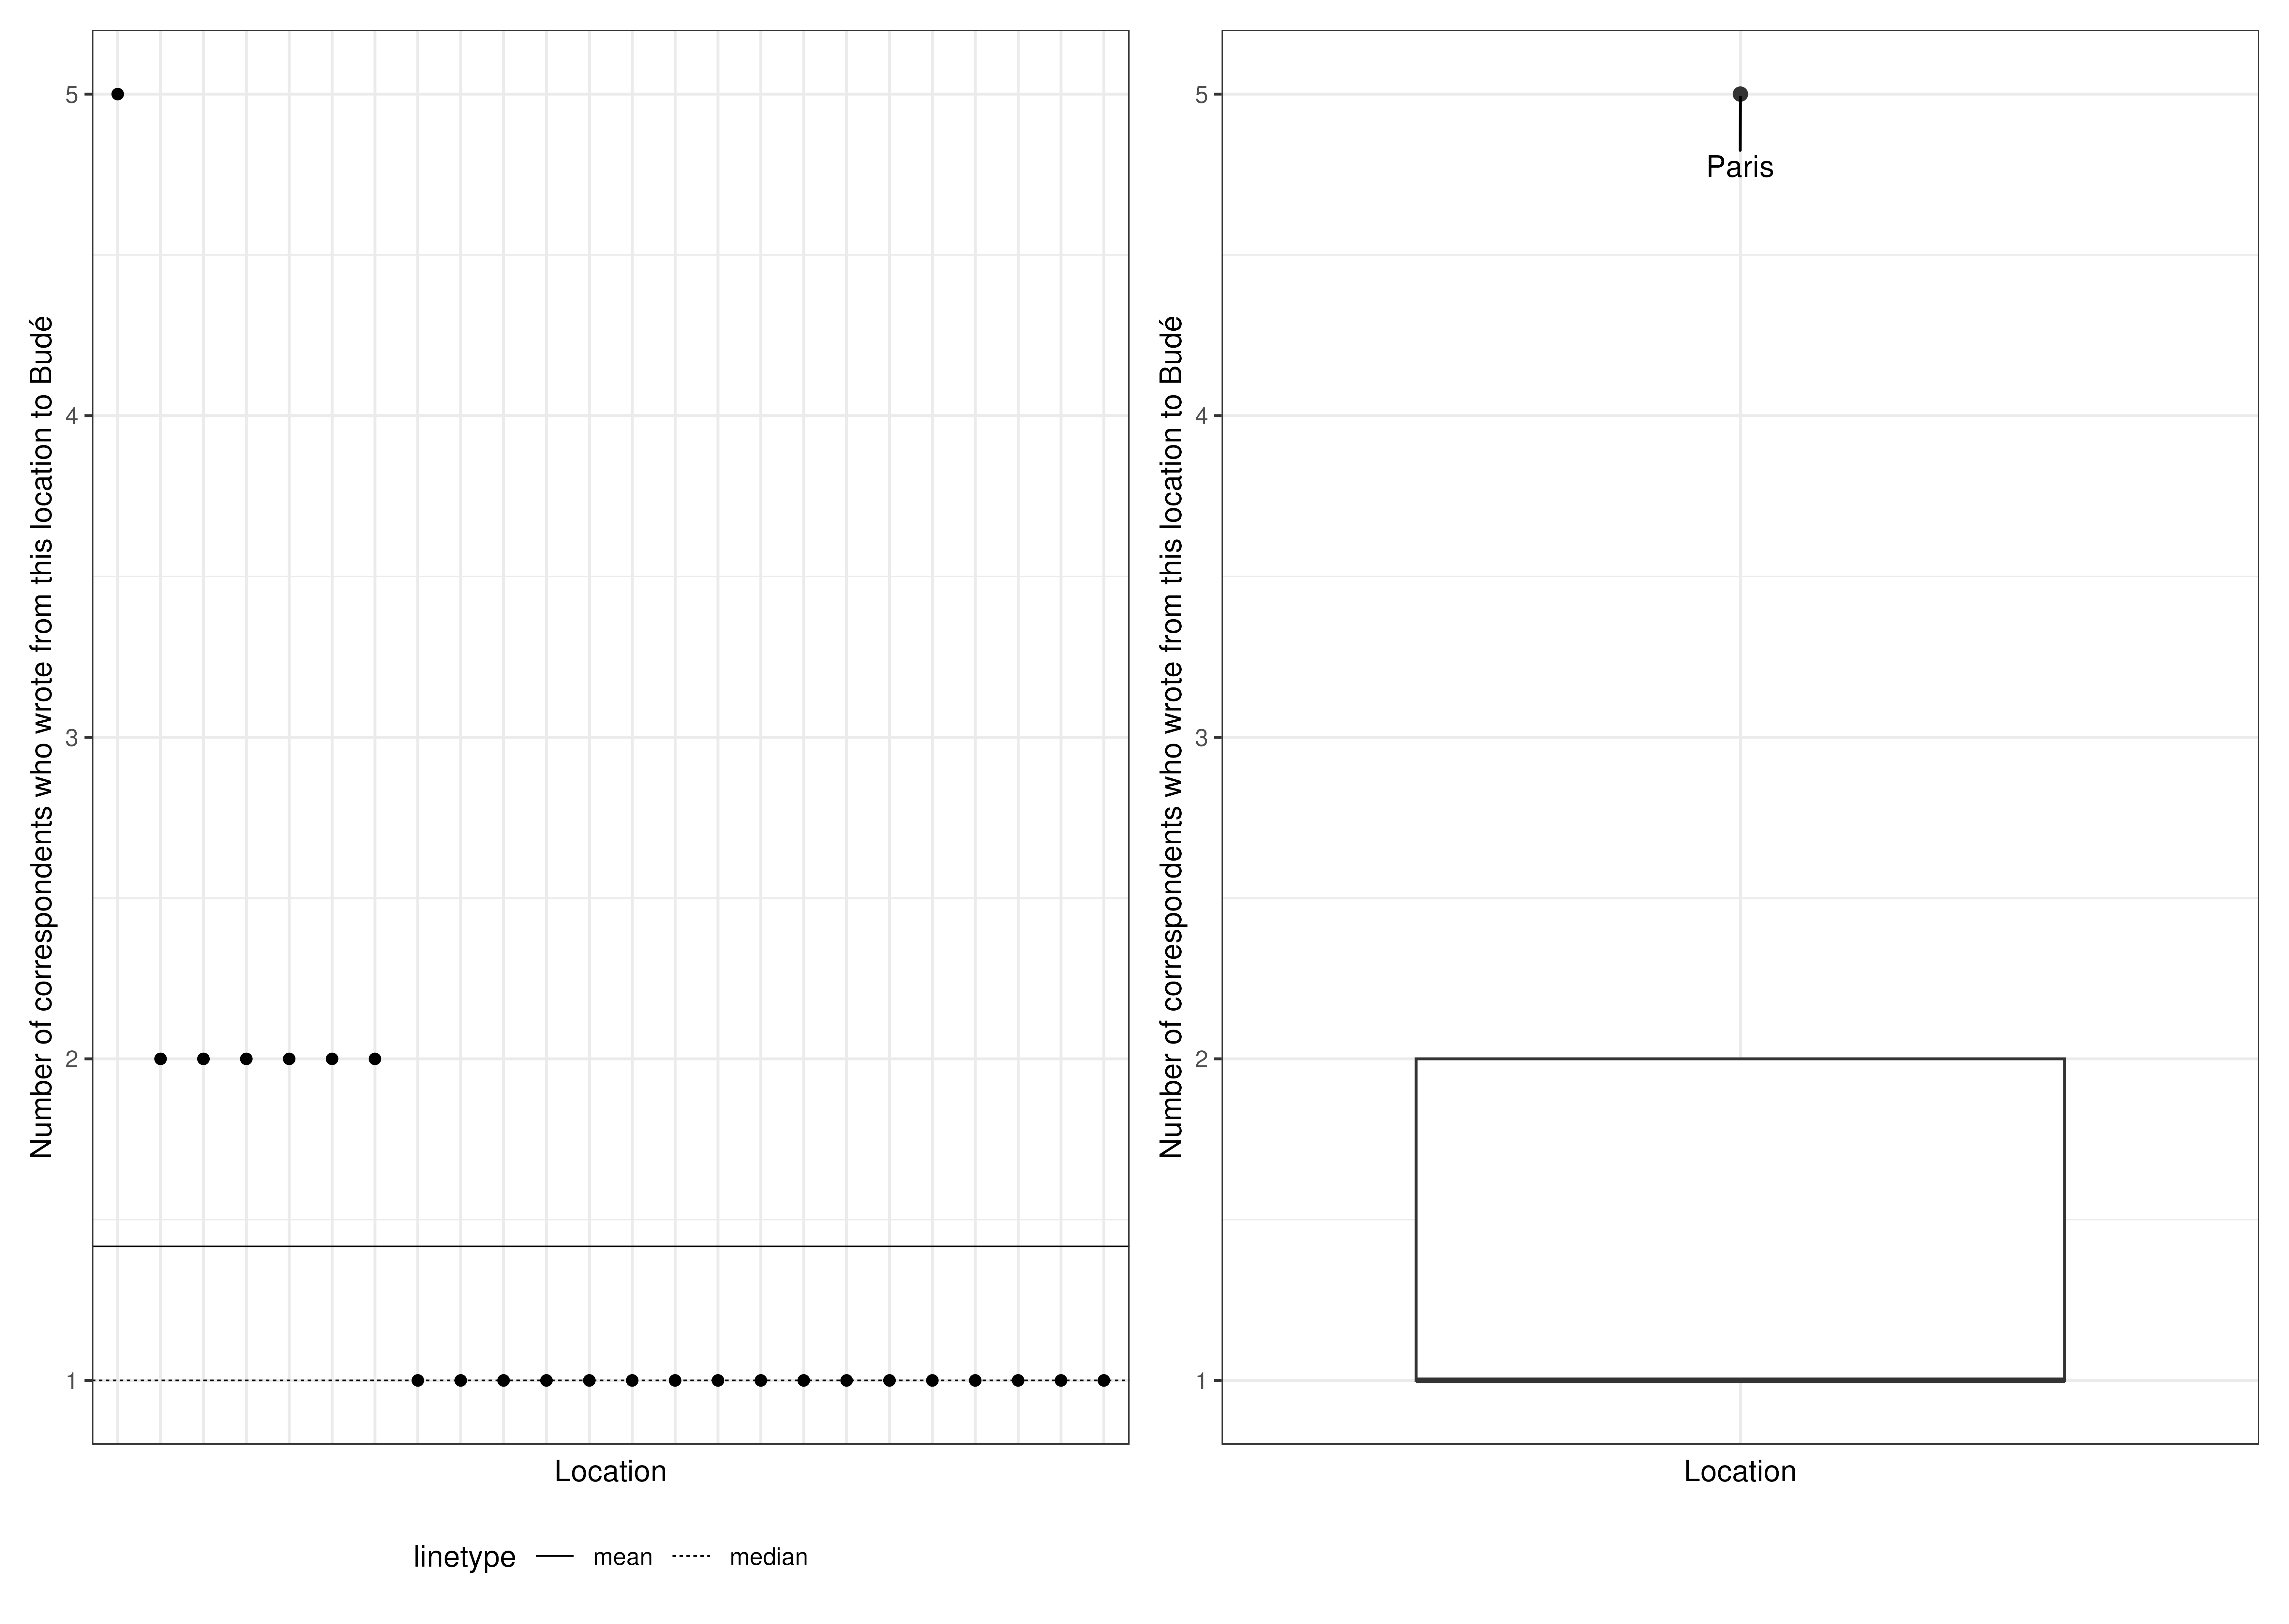 Number of correspondents who wrote from this location to Budé
5
4
3
2
1
Location
linetype mean median
Number of correspondents who wrote from this location to Budé
5
4
3
2
1
Paris
Location